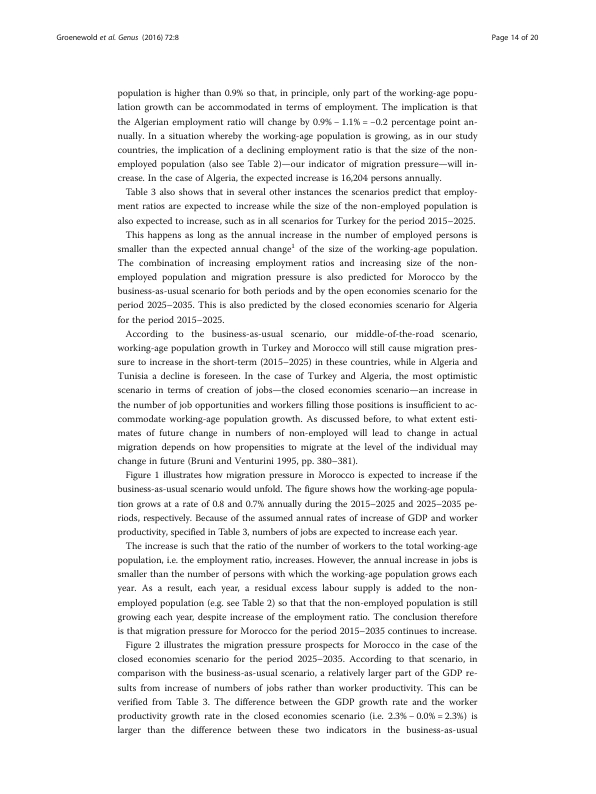 Groenewold et al. Genus (2016) 72:8
Page 14 of 20
population is higher than 0.9% so that, in principle, only part of the working-age popu-
lation growth can be accommodated in terms of employment. The implication is that
the Algerian employment ratio will change by 0.9% − 1.1% = −0.2 percentage point an-
nually. In a situation whereby the working-age population is growing, as in our study
countries, the implication of a declining employment ratio is that the size of the non-
employed population (also see Table 2)—our indicator of migration pressure—will in-
crease. In the case of Algeria, the expected increase is 16,204 persons annually.
Table 3 also shows that in several other instances the scenarios predict that employ-
ment ratios are expected to increase while the size of the non-employed population is
also expected to increase, such as in all scenarios for Turkey for the period 2015–2025.
This happens as long as the annual increase in the number of employed persons is
smaller than the expected annual change¹ of the size of the working-age population.
The combination of increasing employment ratios and increasing size of the non-
employed population and migration pressure is also predicted for Morocco by the
business-as-usual scenario for both periods and by the open economies scenario for the
period 2025–2035. This is also predicted by the closed economies scenario for Algeria
for the period 2015–2025.
According to the business-as-usual scenario, our middle-of-the-road scenario,
working-age population growth in Turkey and Morocco will still cause migration pres-
sure to increase in the short-term (2015–2025) in these countries, while in Algeria and
Tunisia a decline is foreseen. In the case of Turkey and Algeria, the most optimistic
scenario in terms of creation of jobs—the closed economies scenario—an increase in
the number of job opportunities and workers filling those positions is insufficient to ac-
commodate working-age population growth. As discussed before, to what extent esti-
mates of future change in numbers of non-employed will lead to change in actual
migration depends on how propensities to migrate at the level of the individual may
change in future (Bruni and Venturini 1995, pp. 380–381).
Figure 1 illustrates how migration pressure in Morocco is expected to increase if the
business-as-usual scenario would unfold. The figure shows how the working-age popula-
tion grows at a rate of 0.8 and 0.7% annually during the 2015–2025 and 2025–2035 pe-
riods, respectively. Because of the assumed annual rates of increase of GDP and worker
productivity, specified in Table 3, numbers of jobs are expected to increase each year.
The increase is such that the ratio of the number of workers to the total working-age
population, i.e. the employment ratio, increases. However, the annual increase in jobs is
smaller than the number of persons with which the working-age population grows each
year. As a result, each year, a residual excess labour supply is added to the non-
employed population (e.g. see Table 2) so that that the non-employed population is still
growing each year, despite increase of the employment ratio. The conclusion therefore
is that migration pressure for Morocco for the period 2015–2035 continues to increase.
Figure 2 illustrates the migration pressure prospects for Morocco in the case of the
closed economies scenario for the period 2025–2035. According to that scenario, in
comparison with the business-as-usual scenario, a relatively larger part of the GDP re-
sults from increase of numbers of jobs rather than worker productivity. This can be
verified from Table 3. The difference between the GDP growth rate and the worker
productivity growth rate in the closed economies scenario (i.e. 2.3% − 0.0% = 2.3%) is
larger than the difference between these two indicators in the business-as-usual